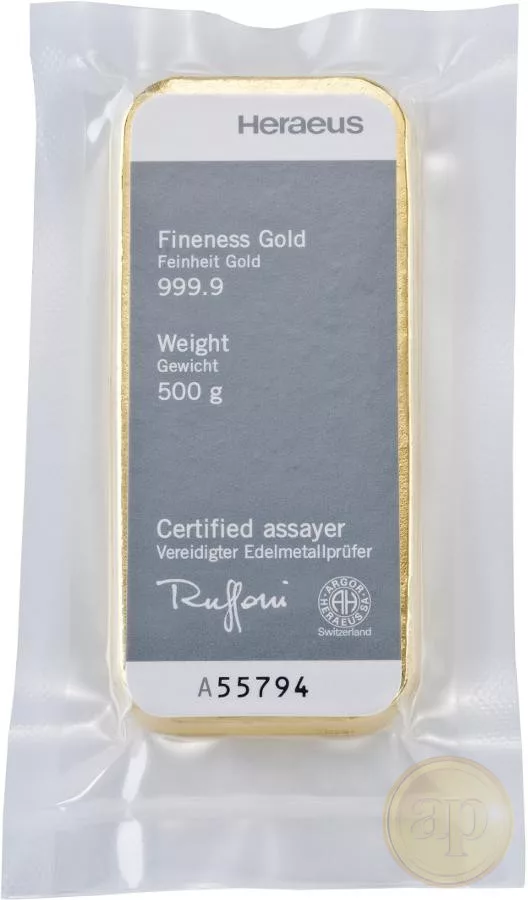 Heraeus
Fineness Gold
Feinheit Gold
999.9
Weight
Gewicht
500 g
Certified assayer
Vereidigter Edelmetallprüfer
Ruffoni
ARGOR
AH
HERAEUS SA
Switzerland
A55794
ap